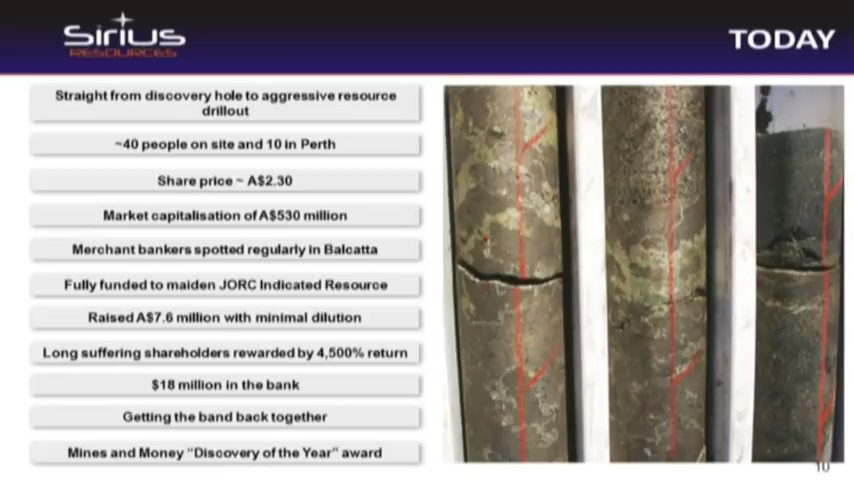 Sirius
RESOURCES
TODAY
Straight from discovery hole to aggressive resource
drillout
~40 people on site and 10 in Perth
Share price ~ A$2.30
Market capitalisation of A$530 million
Merchant bankers spotted regularly in Balcatta
Fully funded to maiden JORC Indicated Resource
Raised A$7.6 million with minimal dilution
Long suffering shareholders rewarded by 4,500% return
$18 million in the bank
Getting the band back together
Mines and Money “Discovery of the Year” award
10